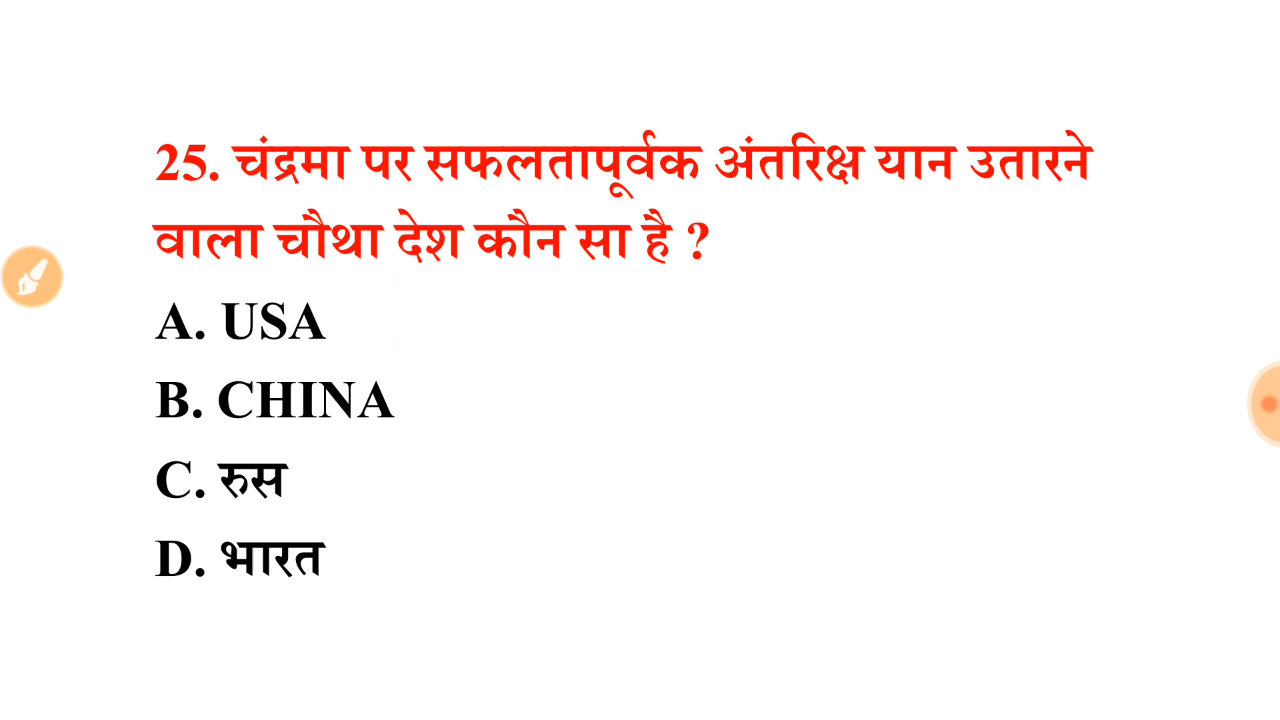 25. चंद्रमा पर सफलतापूर्वक अंतरिक्ष यान उतारने
वाला चौथा देश कौन सा है ?
A. USA
B. CHINA
C. रुस
D. भारत